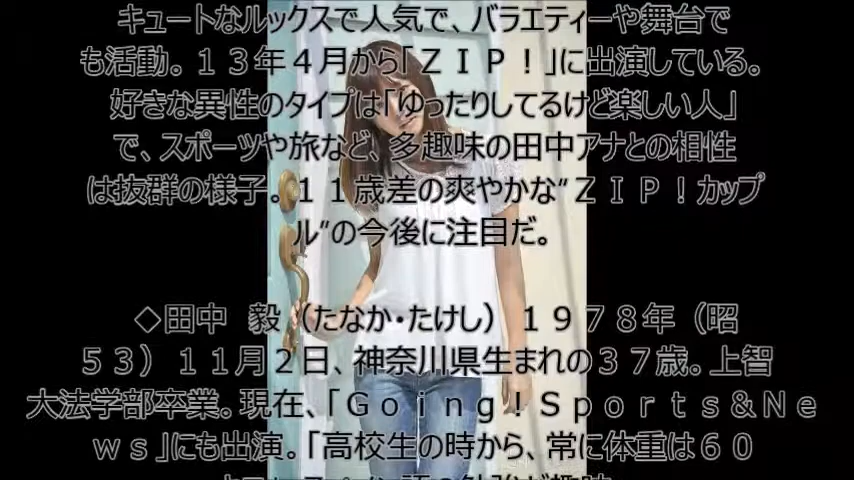 キュートなルックスで人気で、バラエティーや舞台で
も活動。１３年４月から「ＺＩＰ！」に出演している。
好きな異性のタイプは「ゆったりしてるけど楽しい人」
で、スポーツや旅など、多趣味の田中アナとの相性
は抜群の様子。１１歳差の爽やかな“ＺＩＰ！カップ
ル”の今後に注目だ。
◇田中　毅（たなか・たけし）１９７８年（昭
５３）１１月２日、神奈川県生まれの３７歳。上智
大法学部卒業。現在、「Ｇｏｉｎｇ！Ｓｐｏｒｔｓ＆Ｎｅ
ｗｓ」にも出演。「高校生の時から、常に体重は６０